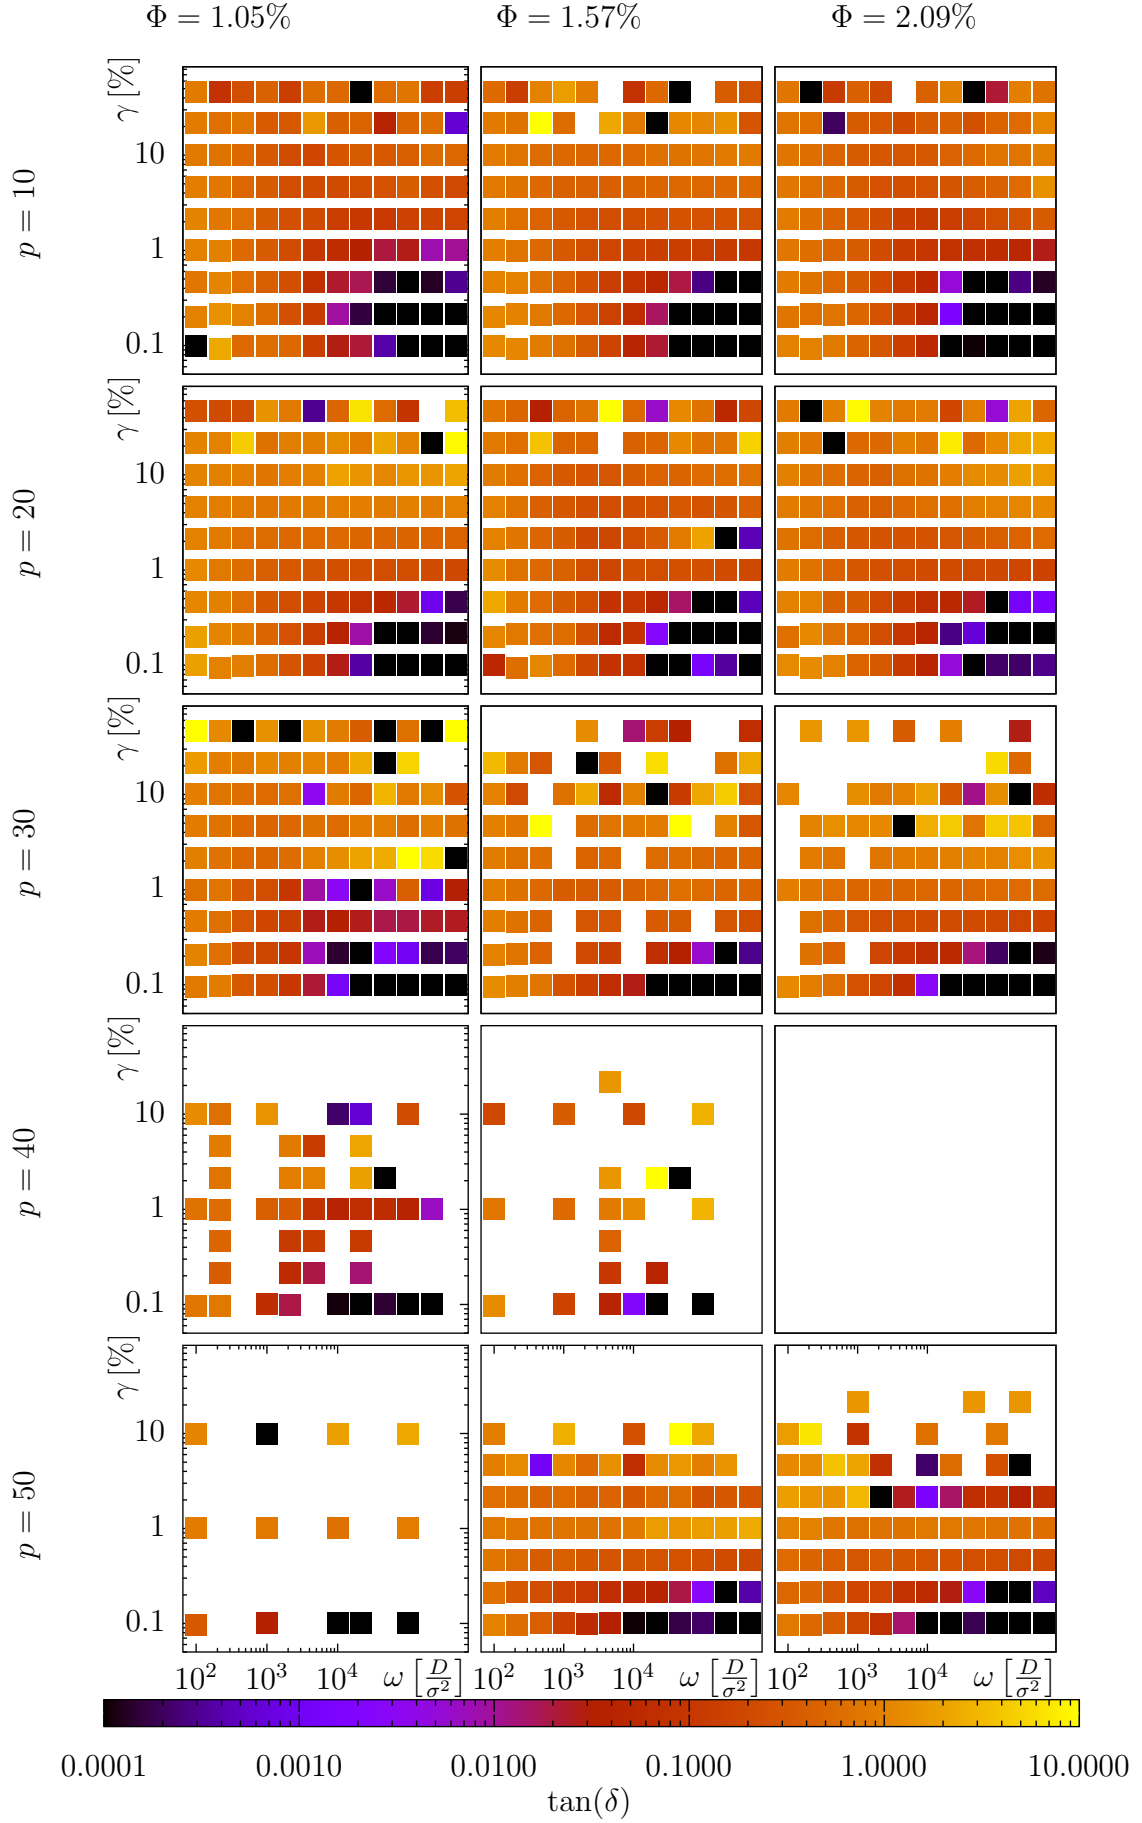 Φ = 1.05% Φ = 1.57% Φ = 2.09%
p = 10
γ [%]
10
1
0.1
p = 20
γ [%]
10
1
0.1
p = 30
γ [%]
10
1
0.1
p = 40
γ [%]
10
1
0.1
p = 50
γ [%]
10
1
0.1
10² 10³ 10⁴ ω [D/σ²] 10² 10³ 10⁴ ω [D/σ²] 10² 10³ 10⁴ ω [D/σ²]
0.0001 0.0010 0.0100 0.1000 1.0000 10.0000
tan(δ)